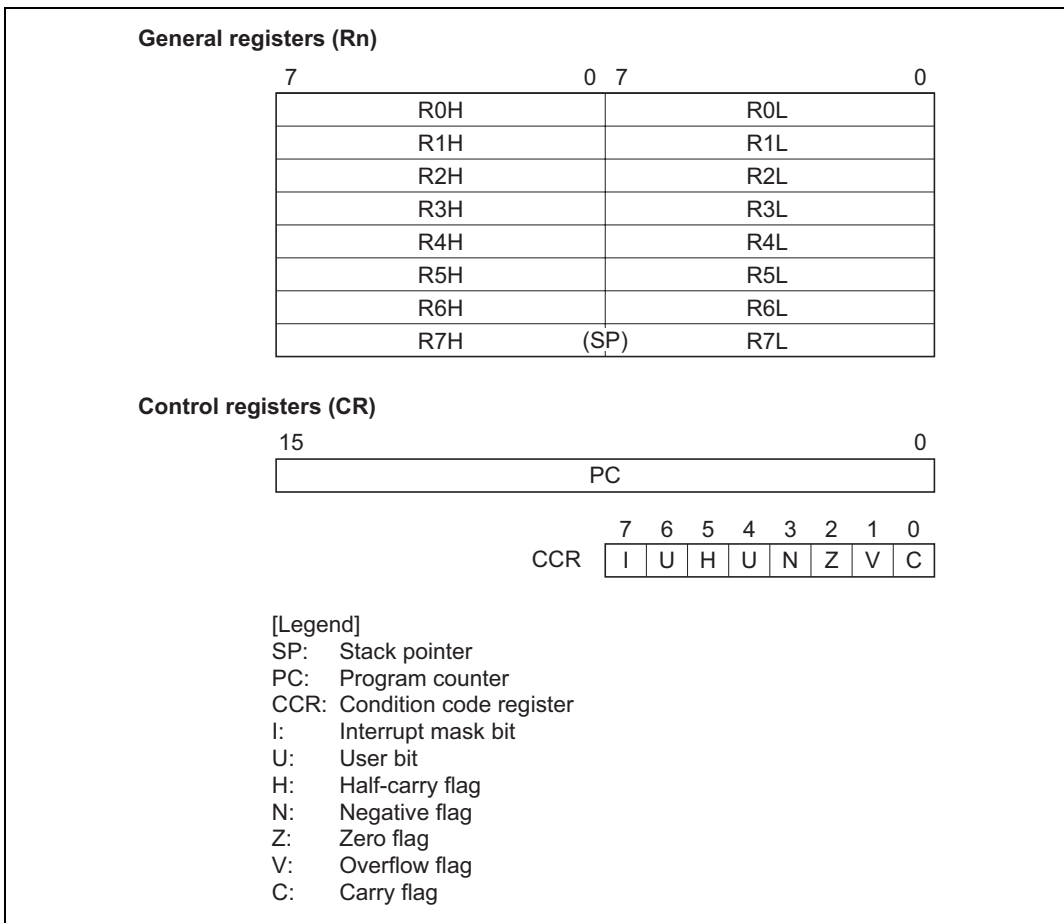 General registers (Rn)
7 0 7 0
R0H R0L
R1H R1L
R2H R2L
R3H R3L
R4H R4L
R5H R5L
R6H R6L
R7H (SP) R7L
Control registers (CR)
15 0
PC
7 6 5 4 3 2 1 0
CCR I U H U N Z V C
[Legend]
SP: Stack pointer
PC: Program counter
CCR: Condition code register
I: Interrupt mask bit
U: User bit
H: Half-carry flag
N: Negative flag
Z: Zero flag
V: Overflow flag
C: Carry flag